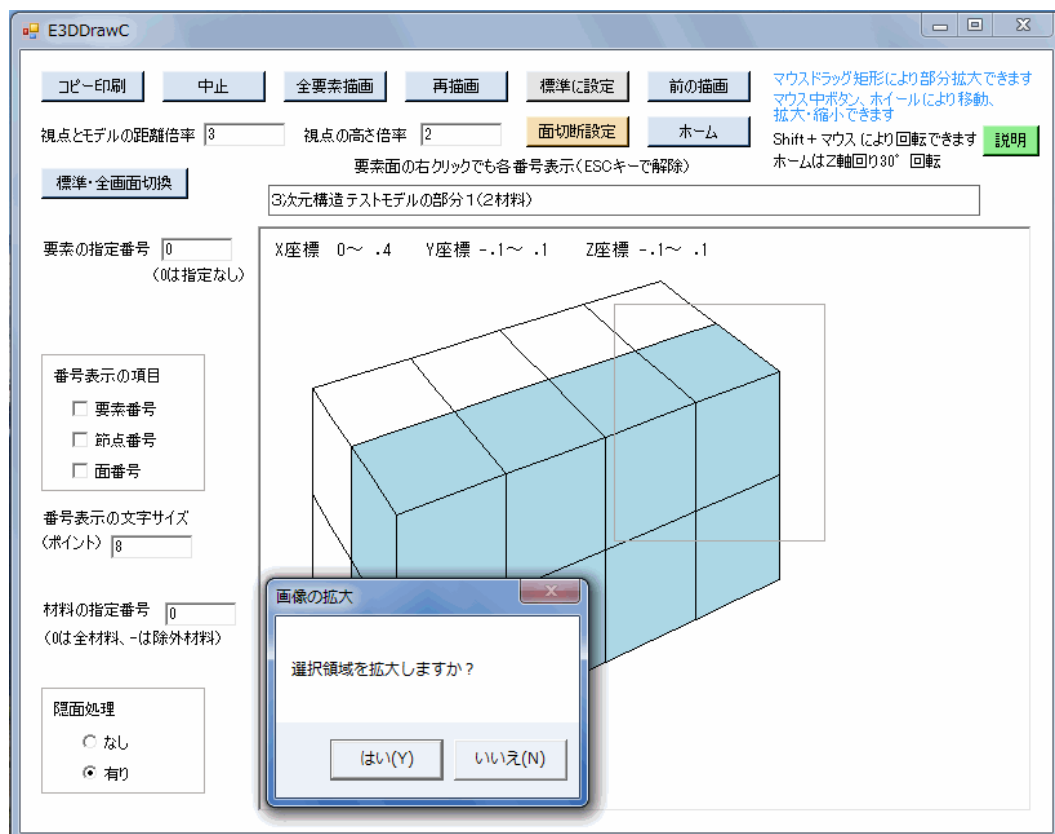 E3DDrawC
コピー印刷
中止
全要素描画
再描画
標準に設定
前の描画
マウスドラッグ矩形により部分拡大できます
マウス中ボタン、ホイールにより移動、
拡大・縮小できます
視点とモデルの距離倍率 3
視点の高さ倍率 2
面切断設定
ホーム
Shift+マウス により回転できます
ホームはZ軸回り30° 回転
説明
要素面の右クリックでも各番号表示(ESCキーで解除)
標準・全画面切換
3次元構造テストモデルの部分1(2材料)
要素の指定番号 0
(0は指定なし)
X座標 0～ .4 Y座標 -.1～ .1 Z座標 -.1～ .1
番号表示の項目
要素番号
節点番号
面番号
番号表示の文字サイズ
(ポイント) 8
材料の指定番号 0
(0は全材料、-は除外材料)
隠面処理
なし
有り
画像の拡大
選択領域を拡大しますか？
はい(Y)
いいえ(N)